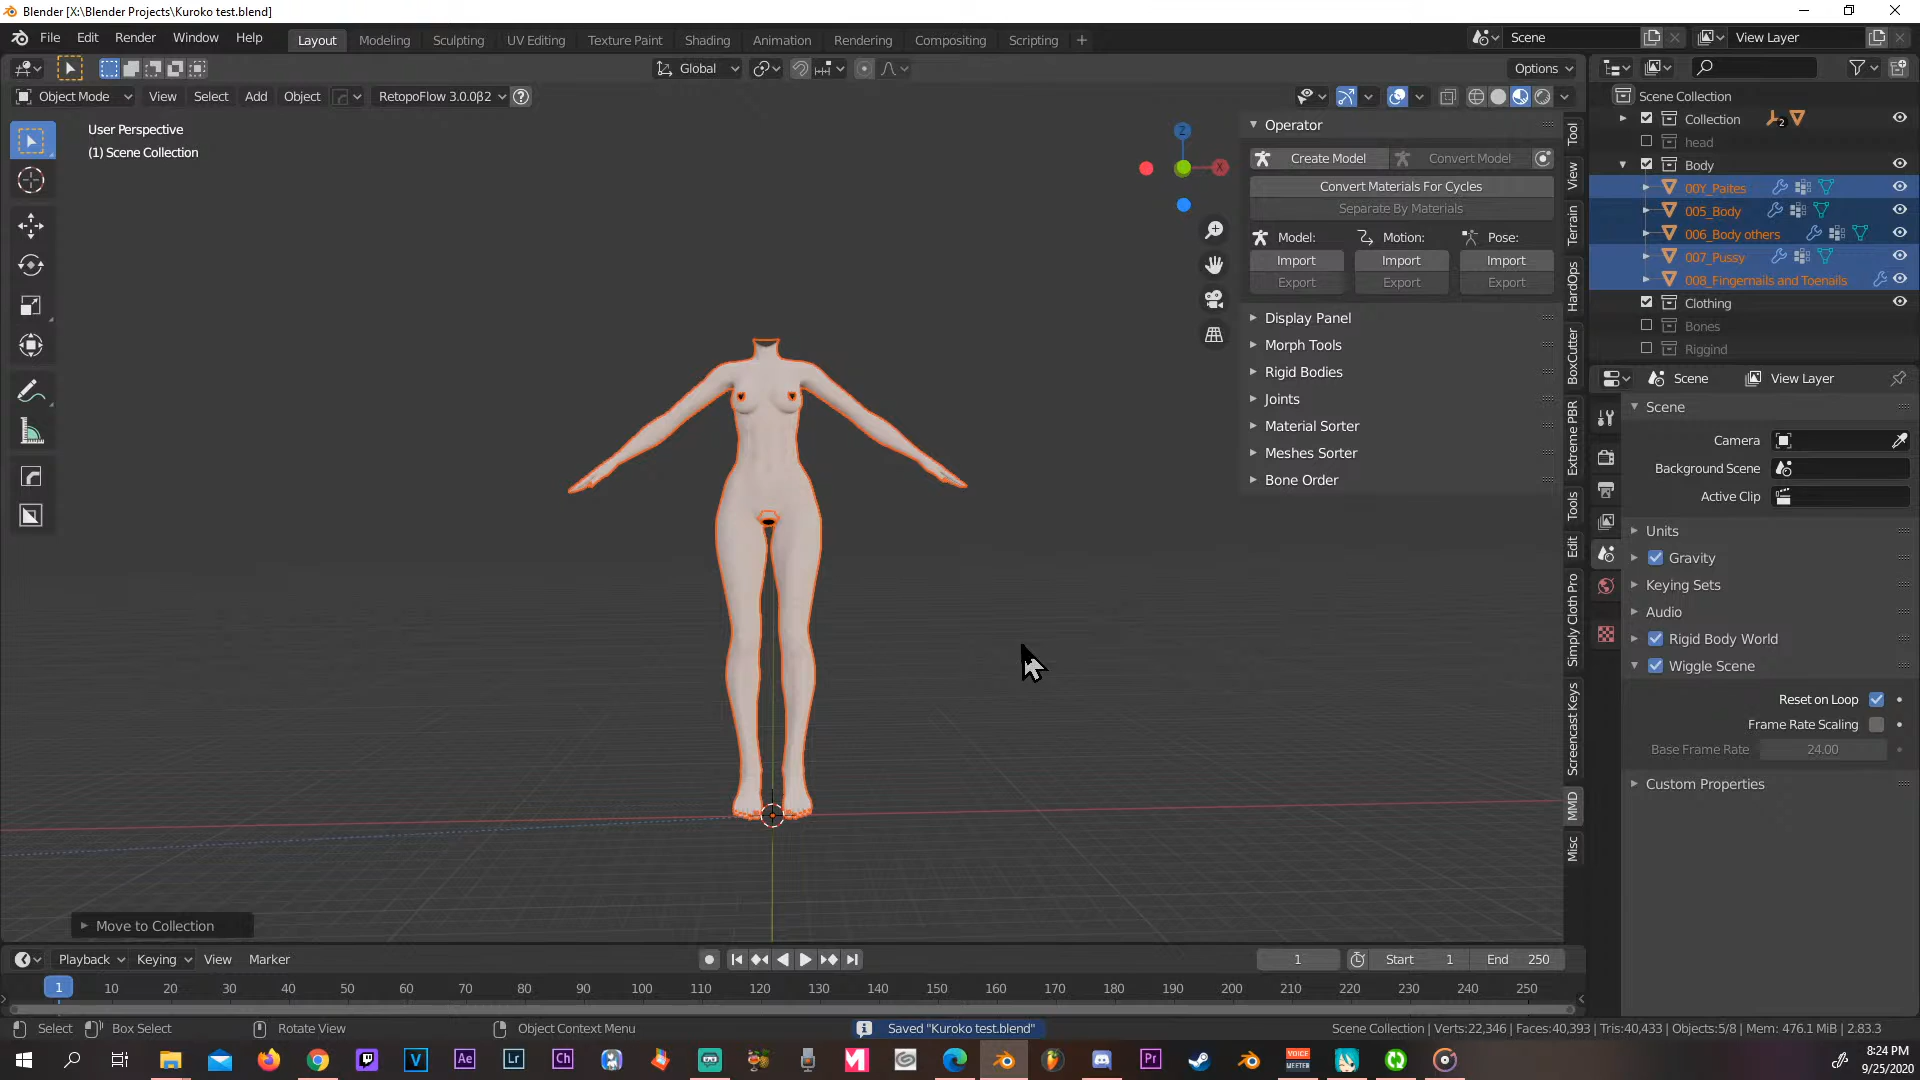 Blender [X:\Blender Projects\Kuroko test.blend]
File Edit Render Window Help
Layout Modeling Sculpting UV Editing Texture Paint Shading Animation Rendering Compositing Scripting +
Scene
View Layer
Global
Options
Object Mode View Select Add Object RetopoFlow 3.0.0β2 ?
User Perspective
(1) Scene Collection
Z
X
Operator
Create Model Convert Model
Convert Materials For Cycles
Separate By Materials
Model: Motion: Pose:
Import Import Import
Export Export Export
Display Panel
Morph Tools
Rigid Bodies
Joints
Material Sorter
Meshes Sorter
Bone Order
Tool
View
Terrain
HardOps
BoxCutter
Extreme PBR
Tools
Edit
Simply Cloth Pro
Screencast Keys
MMD
Misc
Scene Collection
Collection 2
head
Body
00Y_Paites
005_Body
006_Body others
007_Pussy
008_Fingernails and Toenails
Clothing
Bones
Riggind
Scene View Layer
Scene
Camera
Background Scene
Active Clip
Units
Gravity
Keying Sets
Audio
Rigid Body World
Wiggle Scene
Reset on Loop
Frame Rate Scaling
Base Frame Rate 24.00
Custom Properties
Move to Collection
Playback Keying View Marker
1 Start 1 End 250
1 10 20 30 40 50 60 70 80 90 100 110 120 130 140 150 160 170 180 190 200 210 220 230 240 250
Select Box Select Rotate View Object Context Menu Saved "Kuroko test.blend" Scene Collection | Verts:22,346 | Faces:40,393 | Tris:40,433 | Objects:5/8 | Mem: 476.1 MiB | 2.83.3
V Ae Lr Ch Pr VOICE MEETER
8:24 PM
9/25/2020